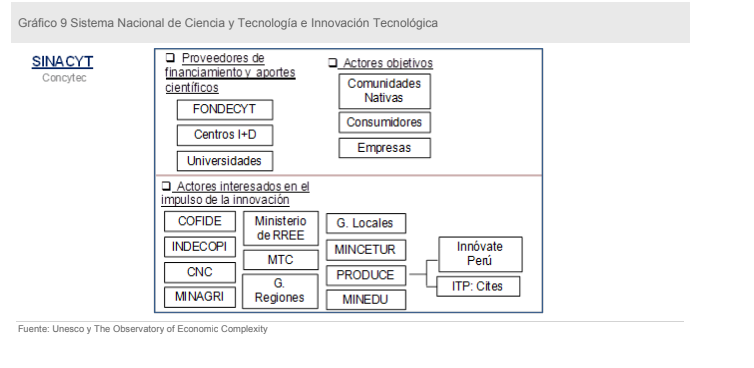 Gráfico 9 Sistema Nacional de Ciencia y Tecnología e Innovación Tecnológica
SINACYT
Concytec
Proveedores de
financiamiento y aportes
científicos
FONDECYT
Centros I+D
Universidades
Actores objetivos
Comunidades
Nativas
Consumidores
Empresas
Actores interesados en el
impulso de la innovación
COFIDE
INDECOPI
CNC
MINAGRI
Ministerio
de RREE
MTC
G.
Regiones
G. Locales
MINCETUR
PRODUCE
MINEDU
Innóvate
Perú
ITP: Cites
Fuente: Unesco y The Observatory of Economic Complexity